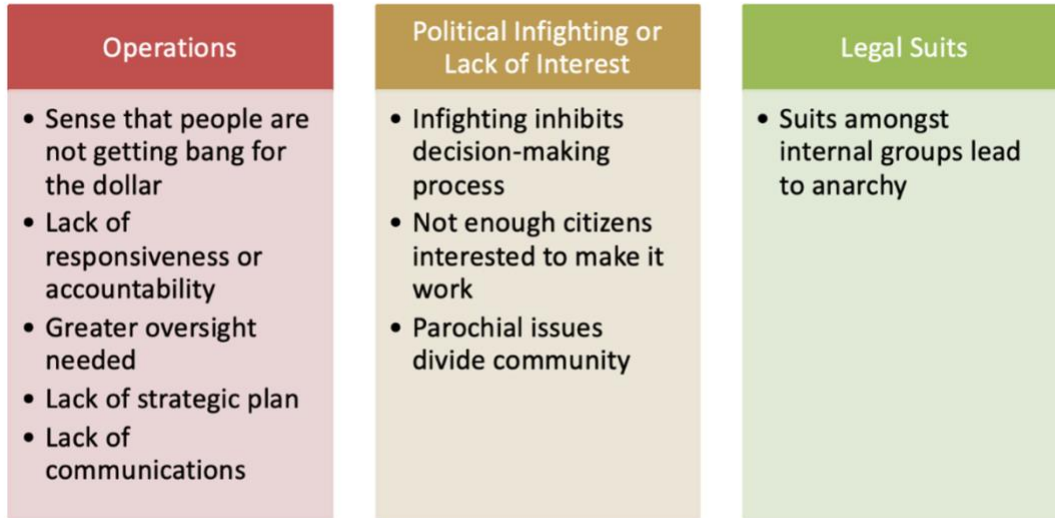 Operations
• Sense that people are
not getting bang for
the dollar
• Lack of
responsiveness or
accountability
• Greater oversight
needed
• Lack of strategic plan
• Lack of
communications
Political Infighting or
Lack of Interest
• Infighting inhibits
decision-making
process
• Not enough citizens
interested to make it
work
• Parochial issues
divide community
Legal Suits
• Suits amongst
internal groups lead
to anarchy